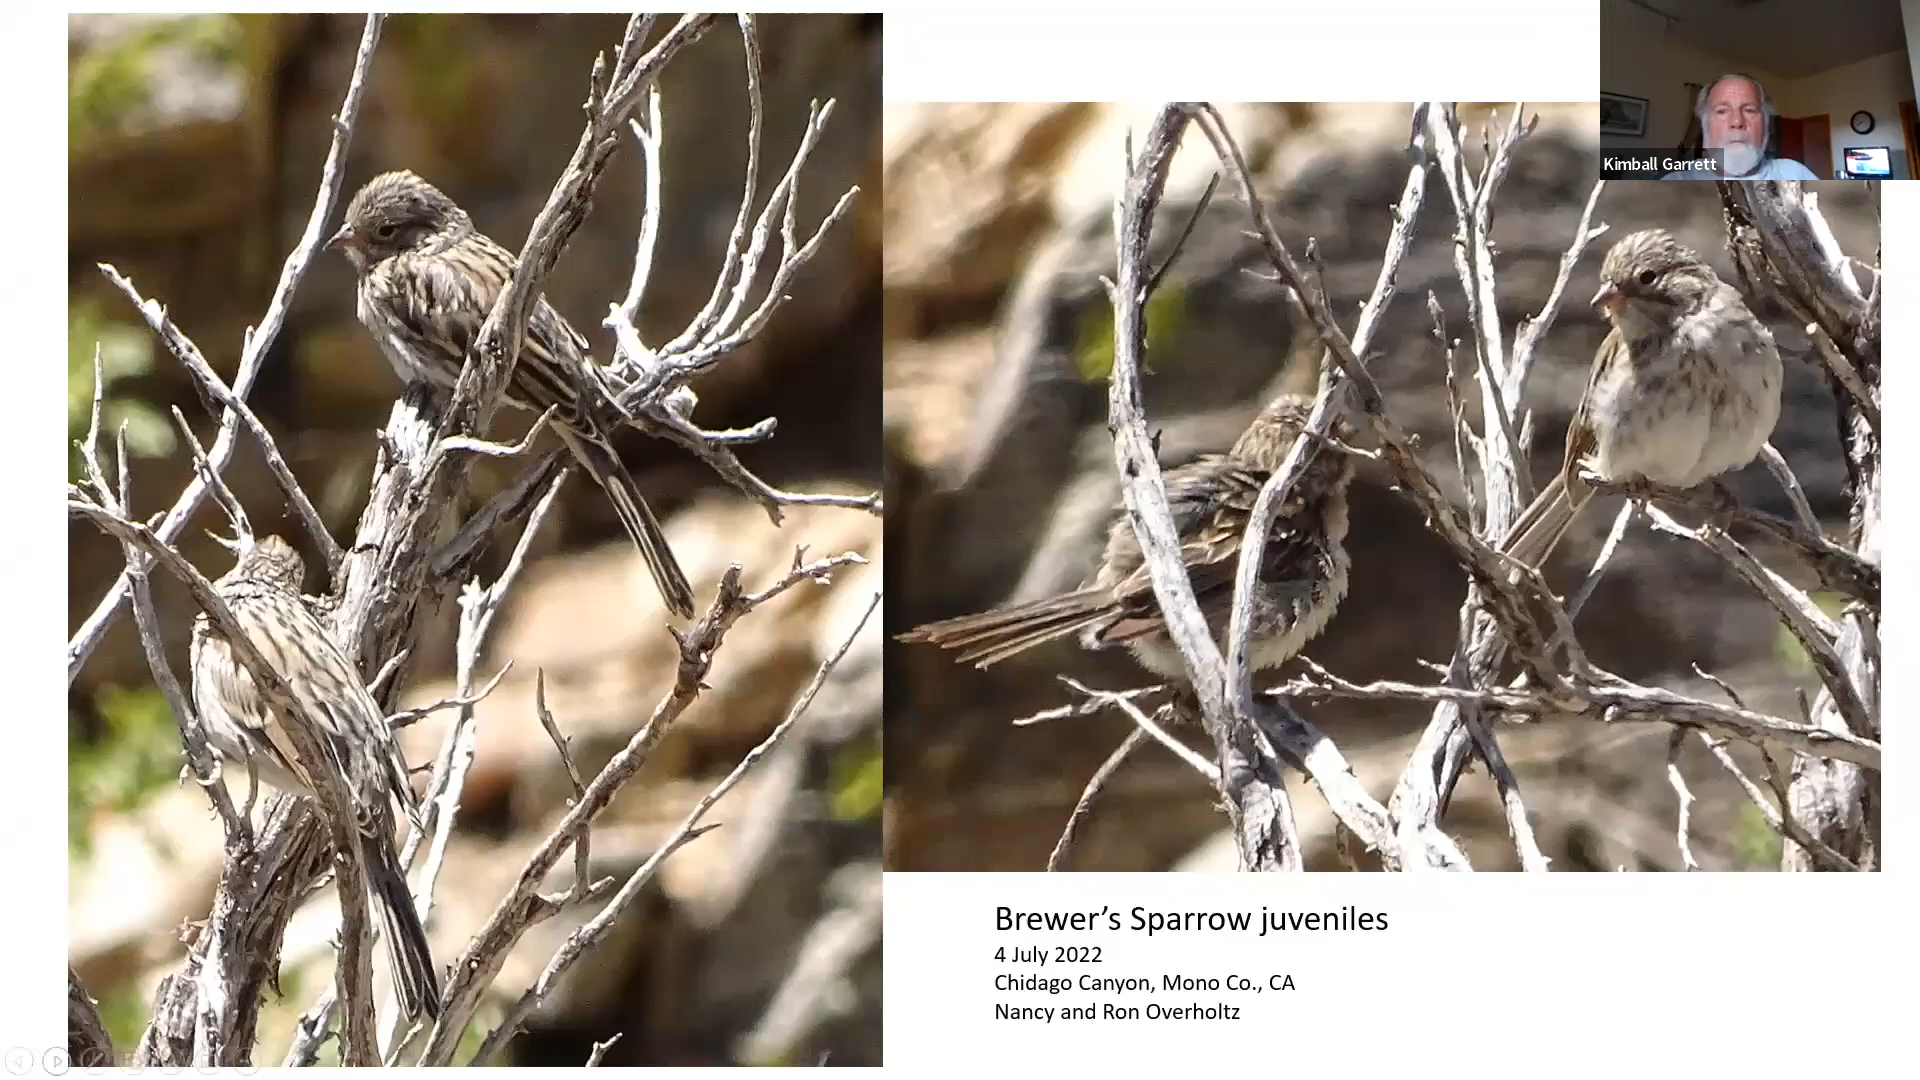 Kimball Garrett
Brewer's Sparrow juveniles
4 July 2022
Chidago Canyon, Mono Co., CA
Nancy and Ron Overholtz